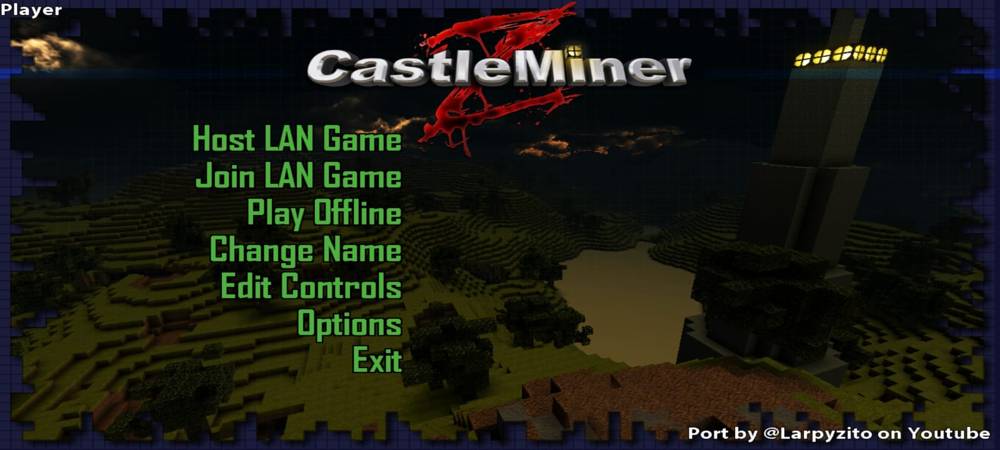 Player
CastleMiner
Z
Host LAN Game
Join LAN Game
Play Offline
Change Name
Edit Controls
Options
Exit
Port by @Larpyzito on Youtube